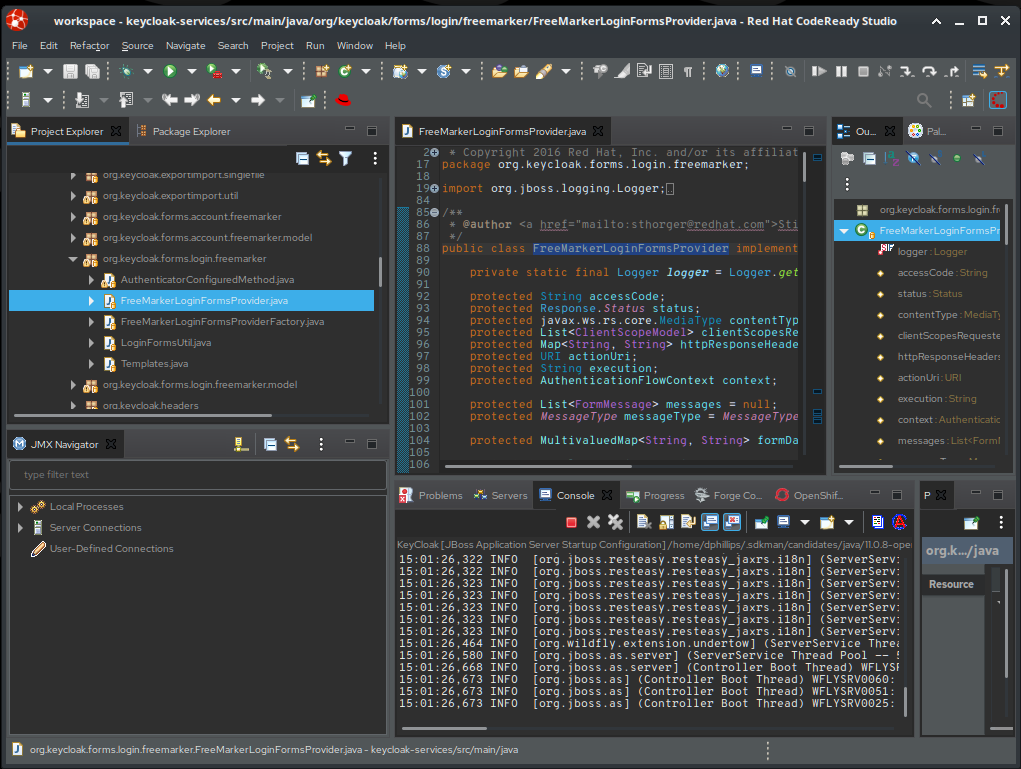 workspace - keycloak-services/src/main/java/org/keycloak/forms/login/freemarker/FreeMarkerLoginFormsProvider.java - Red Hat CodeReady Studio
File Edit Refactor Source Navigate Search Project Run Window Help
Project Explorer
Package Explorer
org.keycloak.exportimport.singlefile
org.keycloak.exportimport.util
org.keycloak.forms.account.freemarker
org.keycloak.forms.account.freemarker.model
org.keycloak.forms.login.freemarker
AuthenticatorConfiguredMethod.java
FreeMarkerLoginFormsProvider.java
FreeMarkerLoginFormsProviderFactory.java
LoginFormsUtil.java
Templates.java
org.keycloak.forms.login.freemarker.model
org.keycloak.headers
JMX Navigator
type filter text
Local Processes
Server Connections
User-Defined Connections
FreeMarkerLoginFormsProvider.java
2 * Copyright 2016 Red Hat, Inc. and/or its affiliat
17 package org.keycloak.forms.login.freemarker;
18
19 import org.jboss.logging.Logger;
84
85 /**
86 * @author <a href="mailto:sthorger@redhat.com">Sti
87 */
88 public class FreeMarkerLoginFormsProvider implement
89
90 private static final Logger logger = Logger.get
91
92 protected String accessCode;
93 protected Response.Status status;
94 protected javax.ws.rs.core.MediaType contentTyp
95 protected List<ClientScopeModel> clientScopesRe
96 protected Map<String, String> httpResponseHeade
97 protected URI actionUri;
98 protected String execution;
99 protected AuthenticationFlowContext context;
100
101 protected List<FormMessage> messages = null;
102 protected MessageType messageType = MessageType
103
104 protected MultivaluedMap<String, String> formDa
105
106
Ou...
Pal...
org.keycloak.forms.login.fr
FreeMarkerLoginFormsPr
logger : Logger
accessCode : String
status : Status
contentType : MediaTy
clientScopesRequeste
httpResponseHeaders
actionUri : URI
execution : String
context : Authenticatio
messages : List<FormM
Problems
Servers
Console
Progress
Forge Co...
OpenShif...
KeyCloak [JBoss Application Server Startup Configuration] /home/dphillips/.sdkman/candidates/java/11.0.8-ope
15:01:26,322 INFO [org.jboss.resteasy.resteasy_jaxrs.i18n] (ServerServi
15:01:26,322 INFO [org.jboss.resteasy.resteasy_jaxrs.i18n] (ServerServi
15:01:26,323 INFO [org.jboss.resteasy.resteasy_jaxrs.i18n] (ServerServi
15:01:26,323 INFO [org.jboss.resteasy.resteasy_jaxrs.i18n] (ServerServi
15:01:26,323 INFO [org.jboss.resteasy.resteasy_jaxrs.i18n] (ServerServi
15:01:26,323 INFO [org.jboss.resteasy.resteasy_jaxrs.i18n] (ServerServi
15:01:26,323 INFO [org.jboss.resteasy.resteasy_jaxrs.i18n] (ServerServi
15:01:26,464 INFO [org.wildfly.extension.undertow] (ServerService Threa
15:01:26,580 INFO [org.jboss.as.server] (ServerService Thread Pool -- 5
15:01:26,668 INFO [org.jboss.as.server] (Controller Boot Thread) WFLYSR
15:01:26,673 INFO [org.jboss.as] (Controller Boot Thread) WFLYSRV0060:
15:01:26,673 INFO [org.jboss.as] (Controller Boot Thread) WFLYSRV0051:
15:01:26,673 INFO [org.jboss.as] (Controller Boot Thread) WFLYSRV0025:
P
org.k.../java
Resource
org.keycloak.forms.login.freemarker.FreeMarkerLoginFormsProvider.java - keycloak-services/src/main/java